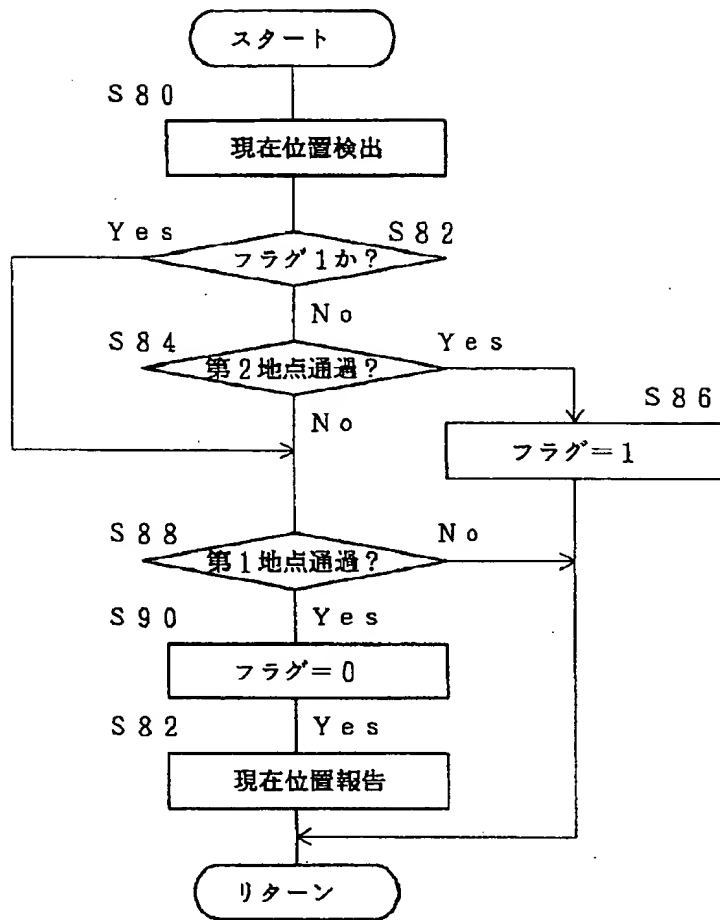 スタート
S80
現在位置検出
Yes
S82
フラグ1か?
No
S84
第2地点通過?
Yes
No
S86
フラグ=1
S88
第1地点通過?
No
S90
Yes
フラグ=0
S82
Yes
現在位置報告
リターン